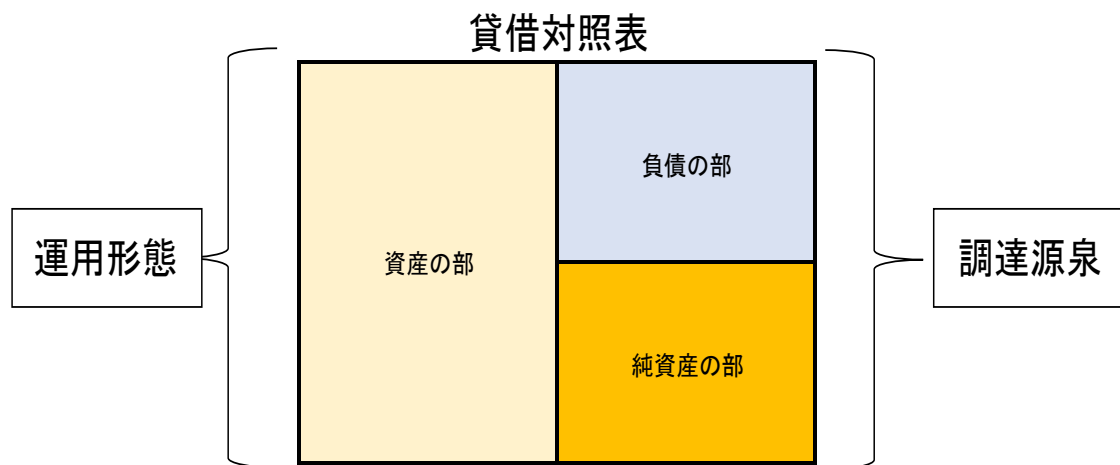 貸借対照表
運用形態
資産の部
負債の部
純資産の部
調達源泉